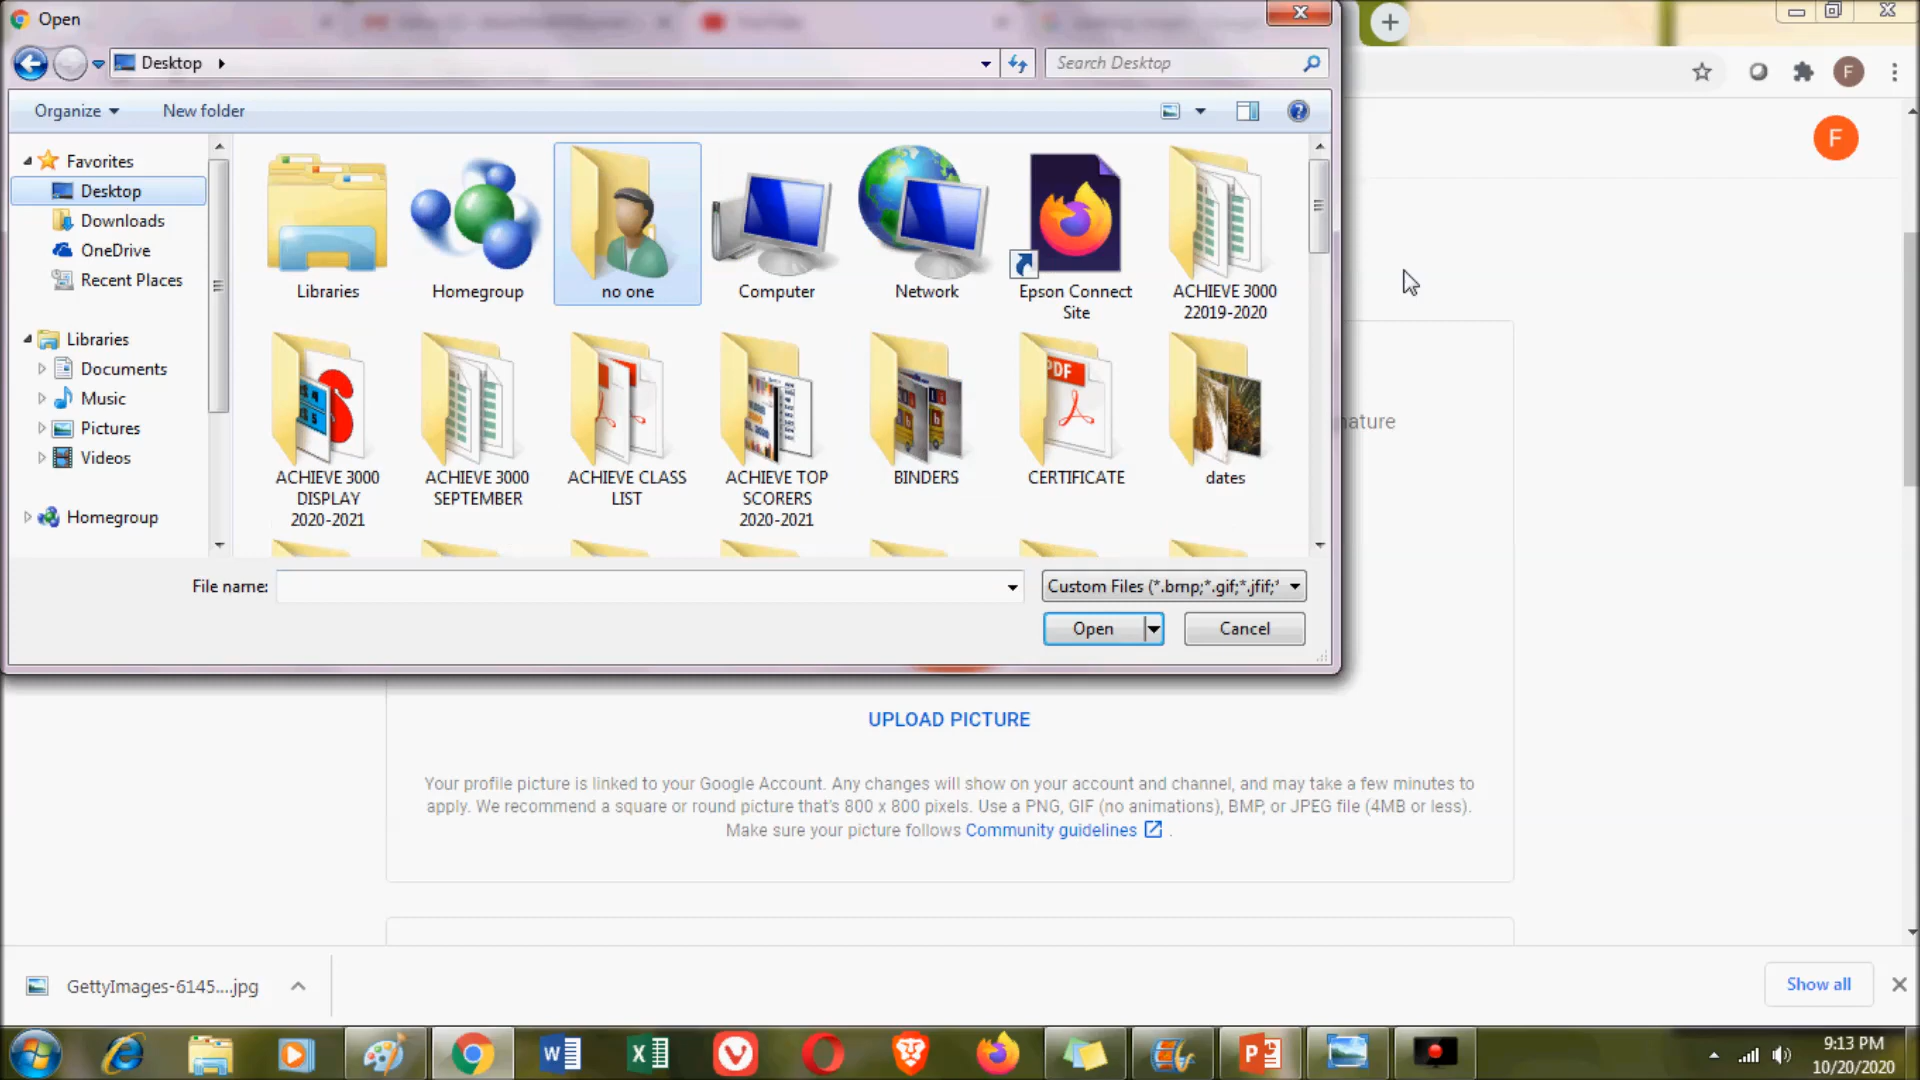 Open
YouTube
Desktop
Search Desktop
Organize
New folder
F
F
Favorites
Desktop
Downloads
OneDrive
Recent Places
Libraries
Documents
Music
Pictures
Videos
Homegroup
Libraries
Homegroup
no one
Computer
Network
Epson Connect
Site
ACHIEVE 3000
22019-2020
PDF
ACHIEVE 3000
DISPLAY
2020-2021
ACHIEVE 3000
SEPTEMBER
ACHIEVE CLASS
LIST
ACHIEVE TOP
SCORERS
2020-2021
BINDERS
CERTIFICATE
dates
nature
File name:
Custom Files (*.bmp;*.gif;*.jfif;*
Open
Cancel
UPLOAD PICTURE
Your profile picture is linked to your Google Account. Any changes will show on your account and channel, and may take a few minutes to
apply. We recommend a square or round picture that's 800 x 800 pixels. Use a PNG, GIF (no animations), BMP, or JPEG file (4MB or less).
Make sure your picture follows Community guidelines .
GettyImages-6145....jpg
Show all
9:13 PM
10/20/2020